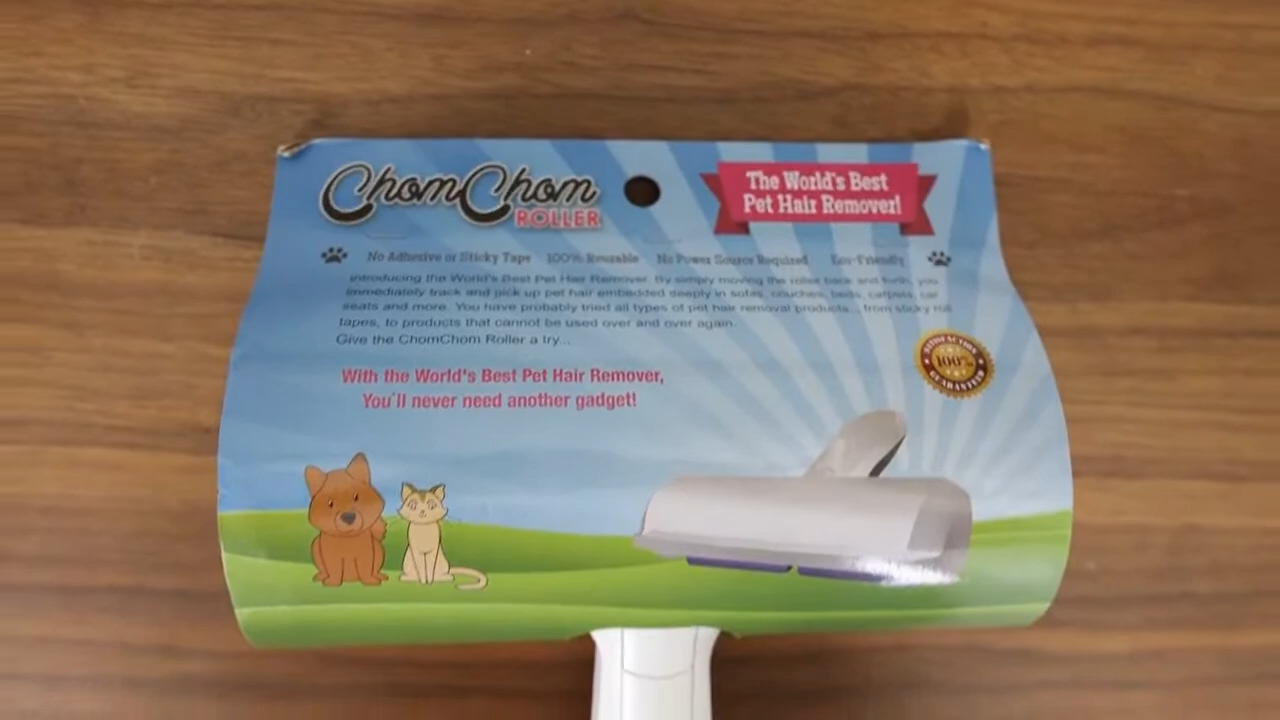 ChomChom
ROLLER
The World's Best
Pet Hair Remover!
No Adhesive or Sticky Tape 100% Reusable No Power Source Required Eco-Friendly
Introducing the World's Best Pet Hair Remover. By simply moving the roller back and forth, you
immediately track and pick up pet hair embedded deeply in sofas, couches, beds, carpets, car
seats and more. You have probably tried all types of pet hair removal products... from sticky roll
tapes, to products that cannot be used over and over again.
Give the ChomChom Roller a try...
SATISFACTION
100%
GUARANTEED
With the World's Best Pet Hair Remover,
You'll never need another gadget!